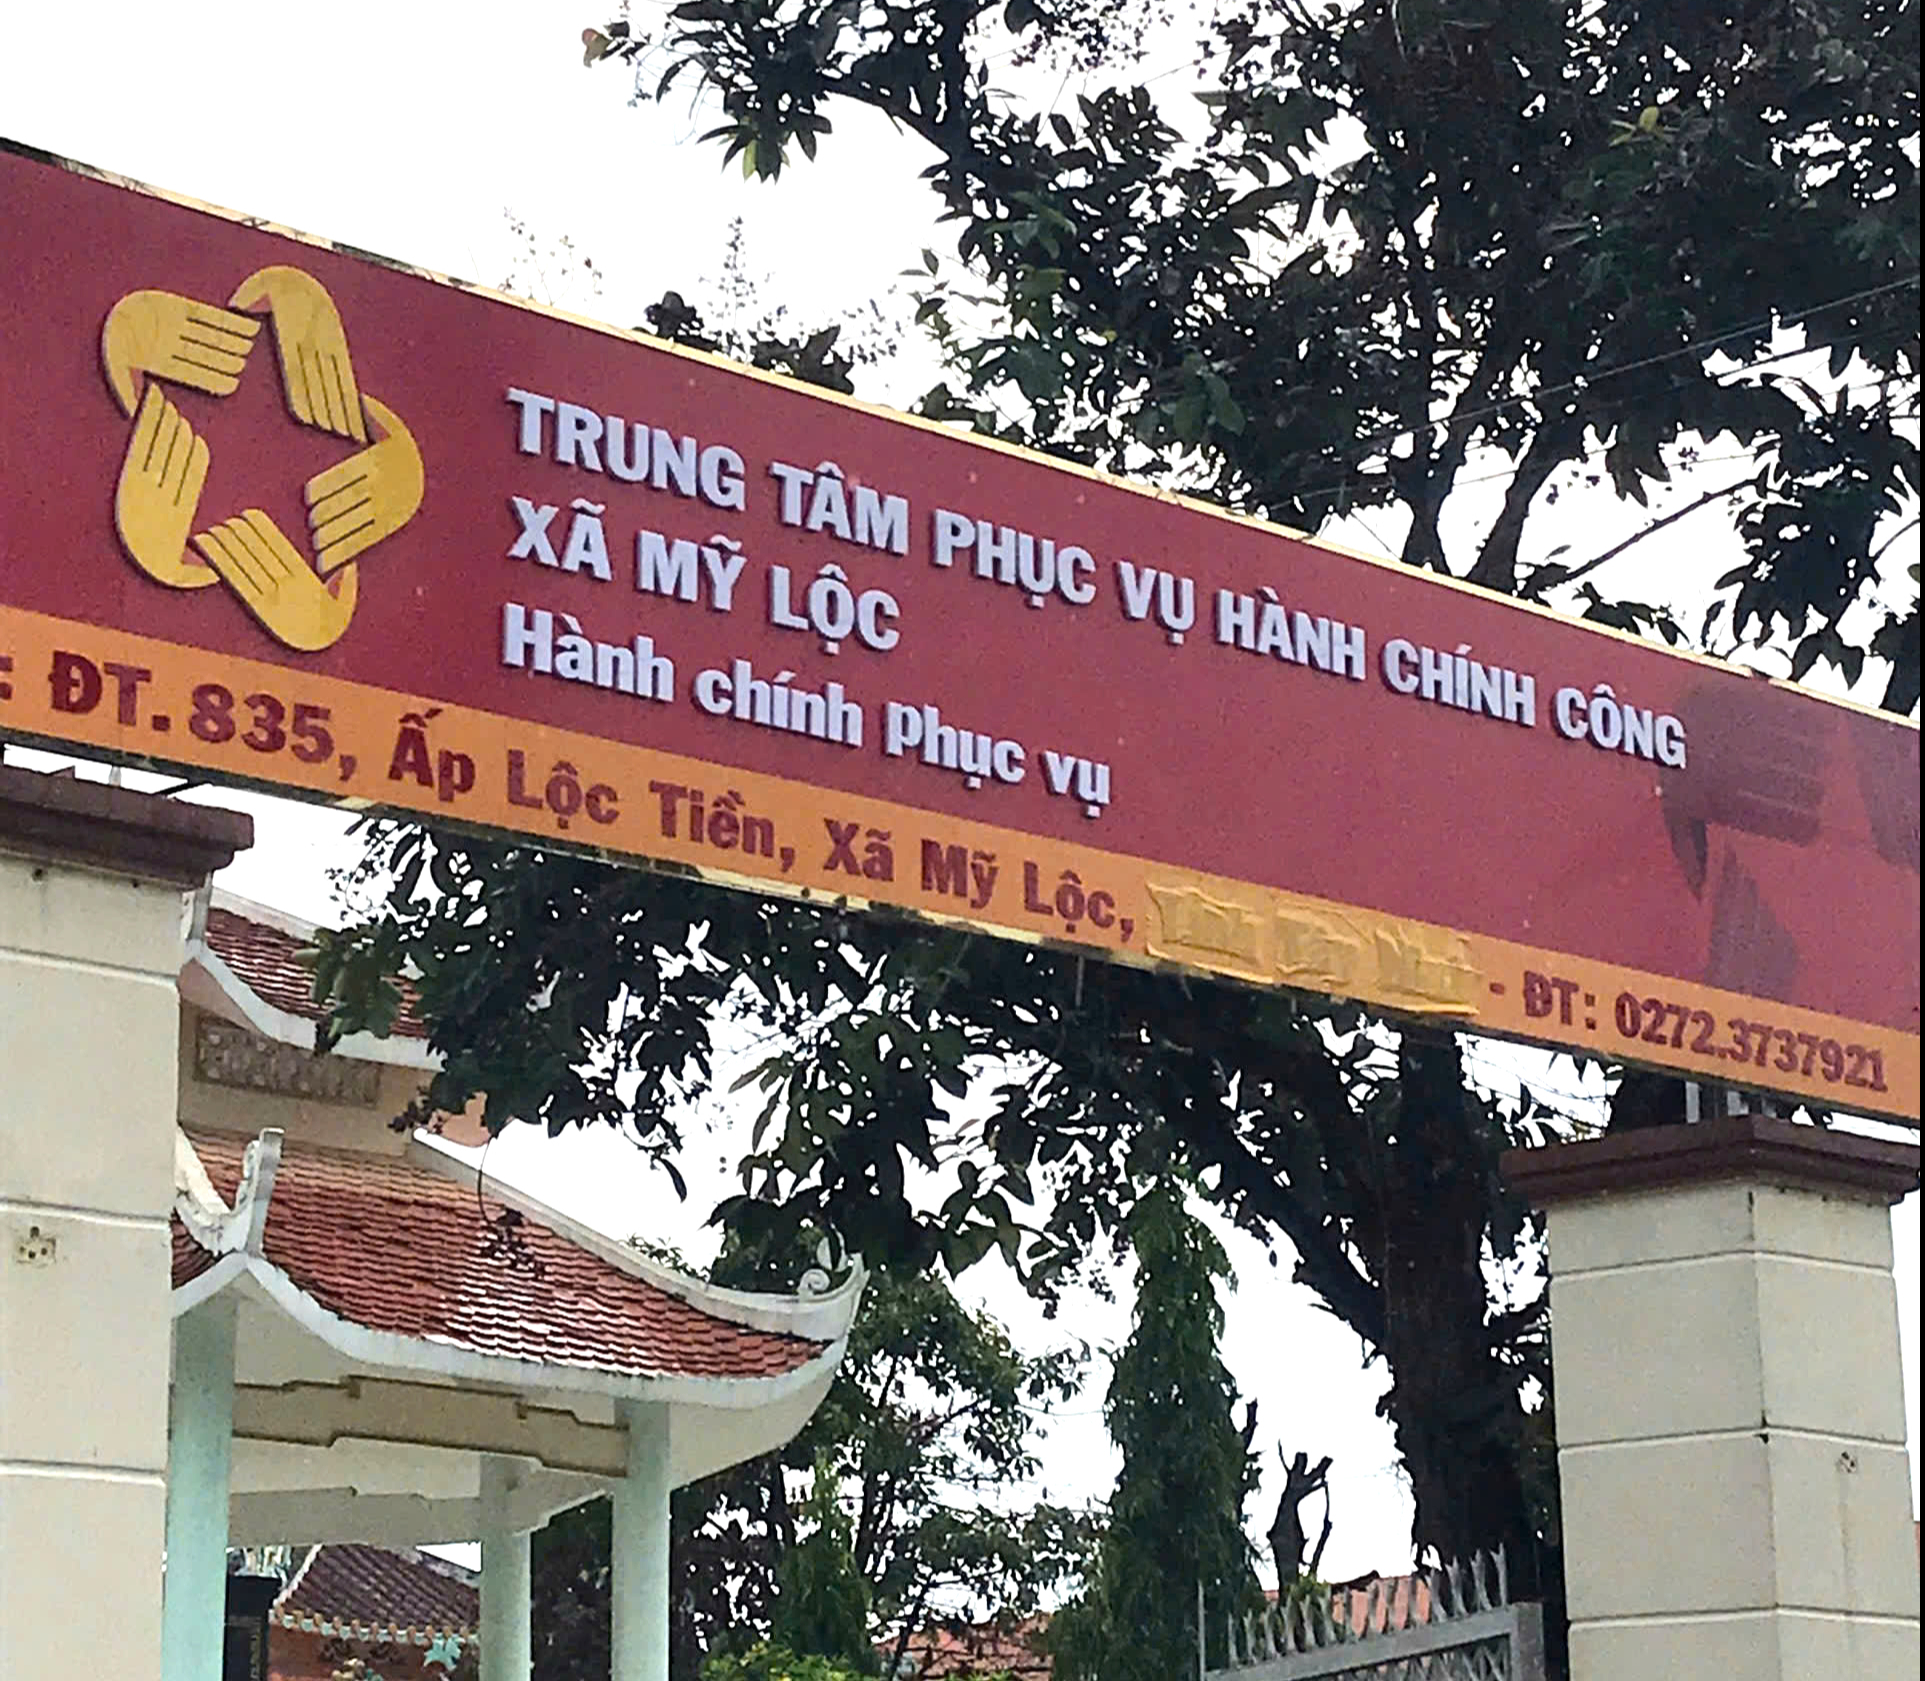 TRUNG TÂM PHỤC VỤ HÀNH CHÍNH CÔNG
XÃ MỸ LỘC
Hành chính phục vụ
: ĐT.835, Ấp Lộc Tiền, Xã Mỹ Lộc, - ĐT: 0272.3737921